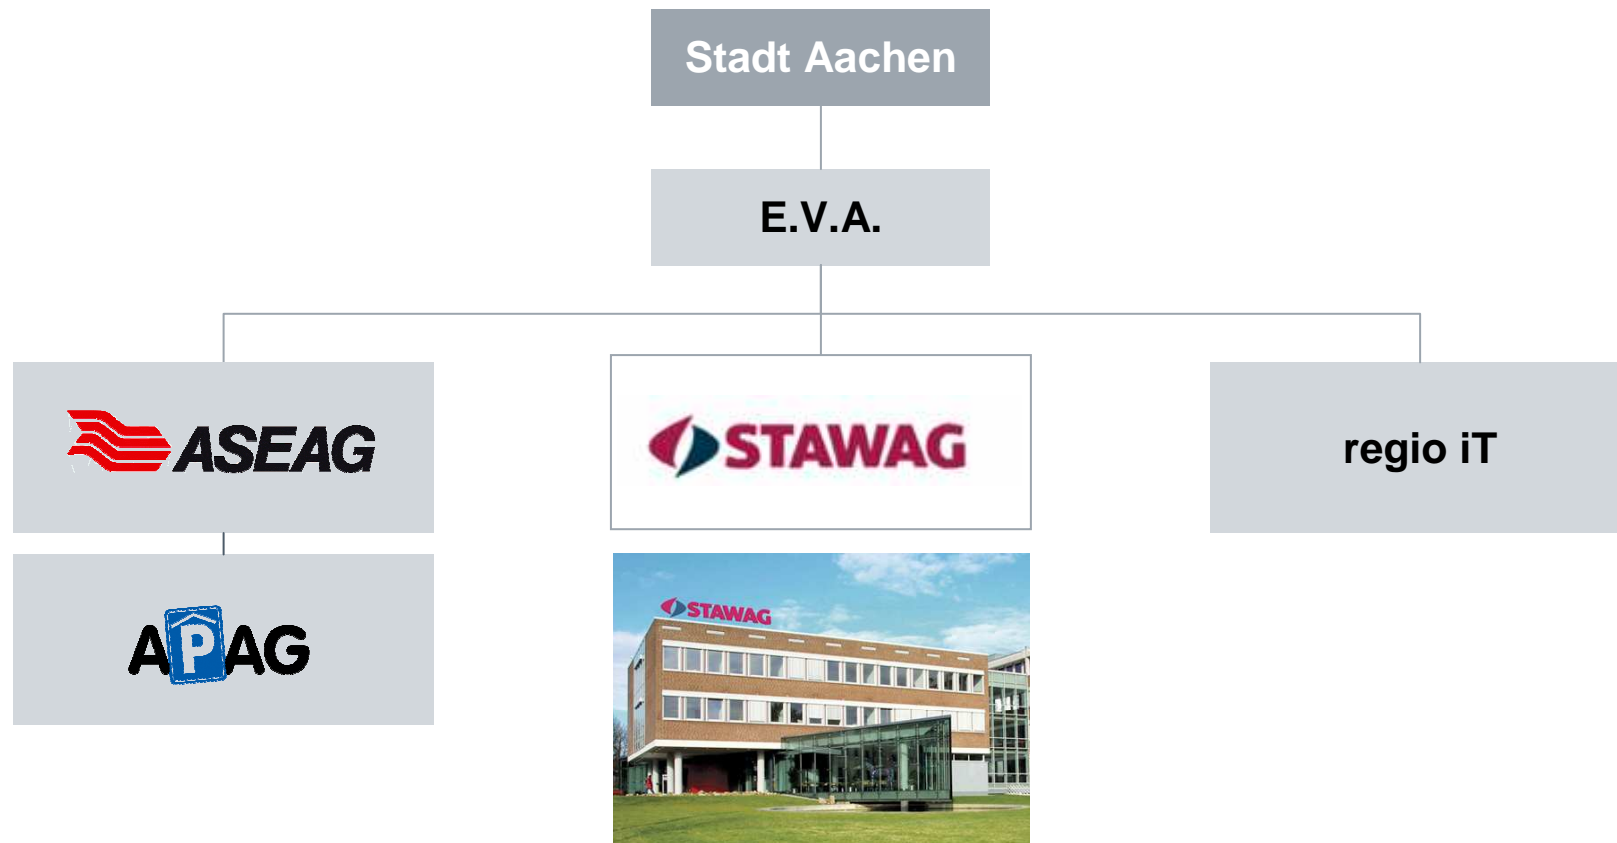 Stadt Aachen
E.V.A.
ASEAG
STAWAG
regio iT
APAG
STAWAG